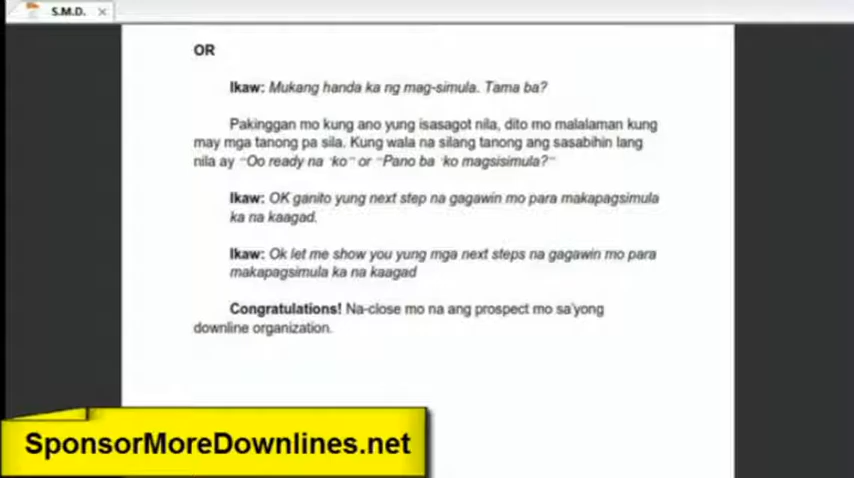 S.M.D.
OR
Ikaw: Mukang handa ka ng mag-simula. Tama ba?
Pakinggan mo kung ano yung isasagot nila, dito mo malalaman kung
may mga tanong pa sila. Kung wala na silang tanong ang sasabihin lang
nila ay “Oo ready na ‘ko” or “Pano ba ‘ko magsisimula?”
Ikaw: OK ganito yung next step na gagawin mo para makapagsimula
ka na kaagad.
Ikaw: Ok let me show you yung mga next steps na gagawin mo para
makapagsimula ka na kaagad
Congratulations! Na-close mo na ang prospect mo sa'yong
downline organization.
SponsorMoreDownlines.net